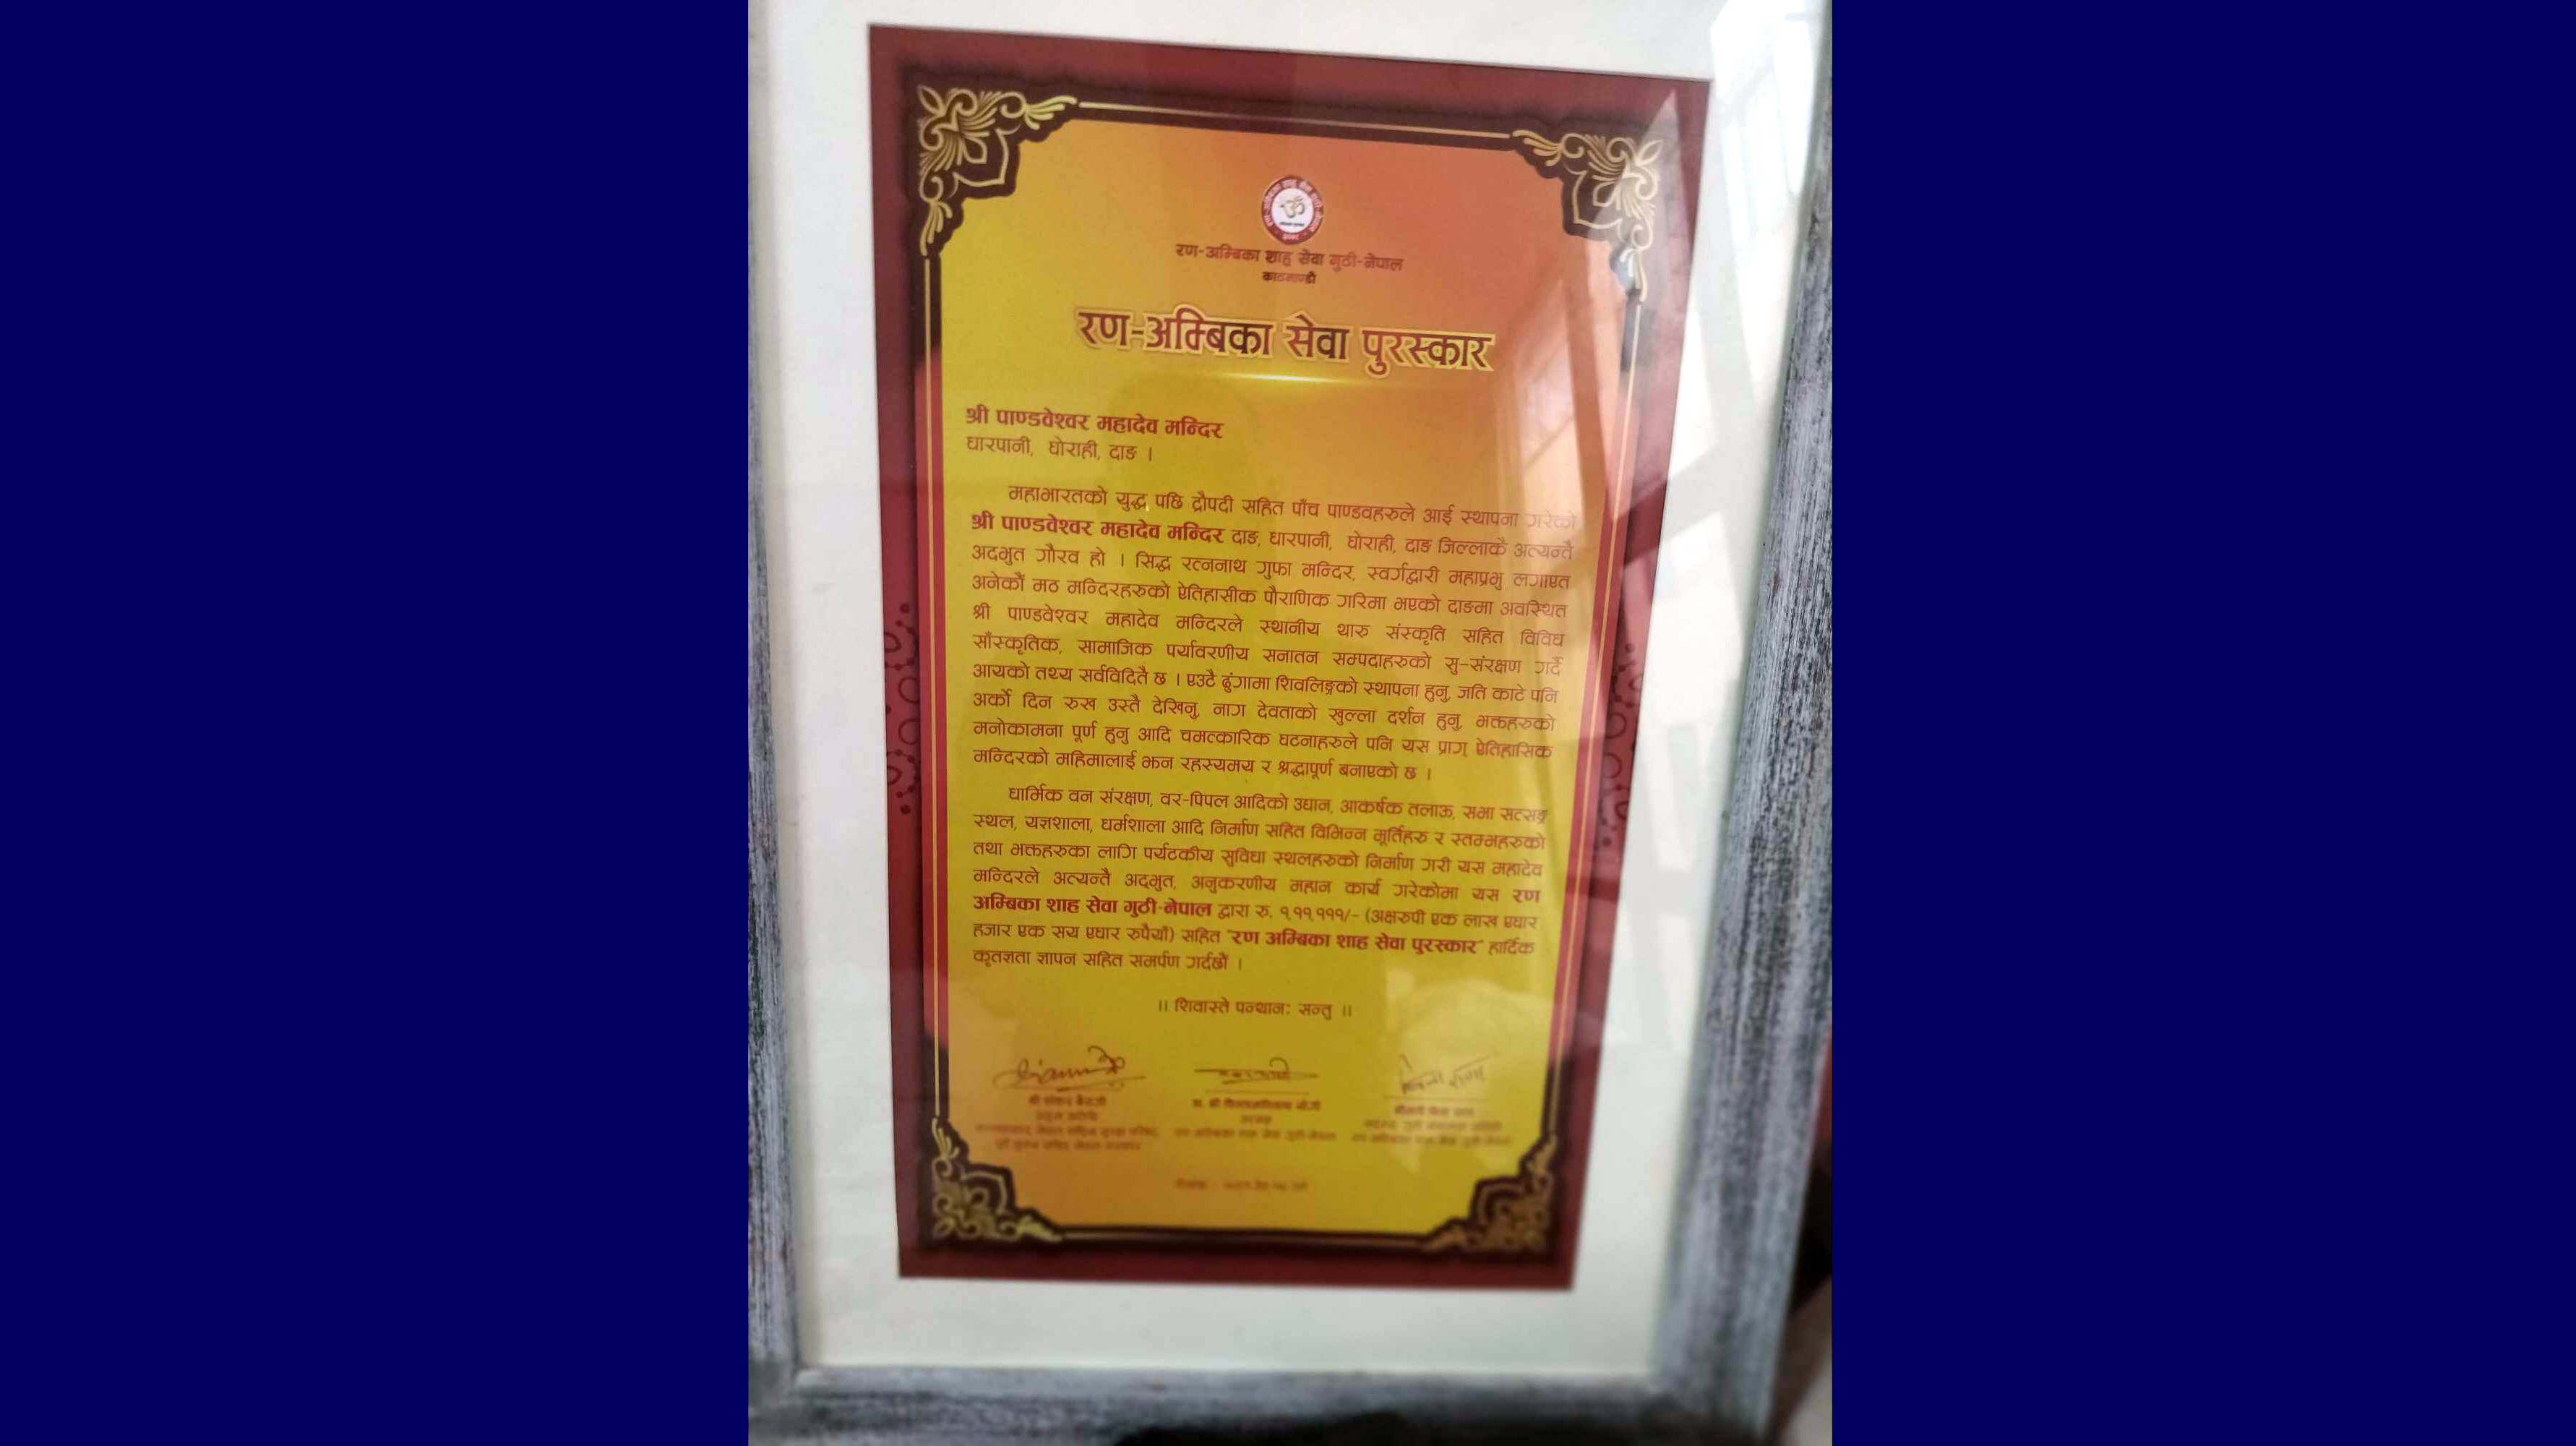 रण-अम्बिका शाह सेवा गुठी-नेपाल
काठमाण्डौ
रण-अम्बिका सेवा पुरस्कार
श्री पाण्डवेश्वर महादेव मन्दिर
धारपानी, घोराही, दाङ ।
महाभारतको युद्ध पछि द्रौपदी सहित पाँच पाण्डवहरुले आई स्थापना गरेको
श्री पाण्डवेश्वर महादेव मन्दिर दाङ, धारपानी, घोराही, दाङ जिल्लाकै अत्यन्तै
अदभुत गौरव हो । सिद्ध रत्ननाथ गुफा मन्दिर, स्वर्गद्वारी महाप्रभु लगाएत
अनेकौं मठ मन्दिरहरुको ऐतिहासीक पौराणिक गरिमा भएको दाङमा अवस्थित
श्री पाण्डवेश्वर महादेव मन्दिरले स्थानीय थारु संस्कृति सहित विविध
साँस्कृतिक, सामाजिक पर्यावरणीय सनातन सम्पदाहरुको सु-संरक्षण गर्दै
आयको तथ्य सर्वविदितै छ । एउटै ढुंगामा शिवलिङ्गको स्थापना हुनु, जति काटे पनि
अर्को दिन रुख उस्तै देखिनु, नाग देवताको खुल्ला दर्शन हुनु, भक्तहरुको
मनोकामना पूर्ण हुनु आदि चमत्कारिक घटनाहरुले पनि यस प्राग् ऐतिहासिक
मन्दिरको महिमालाई झन रहस्यमय र श्रद्धापूर्ण बनाएको छ ।
धार्मिक वन संरक्षण, वर-पिपल आदिको उद्यान, आकर्षक तलाऊ, सभा सत्सङ्ग
स्थल, यज्ञशाला, धर्मशाला आदि निर्माण सहित विभिन्न मूर्तिहरु र स्तम्भहरुको
तथा भक्तहरुका लागि पर्यटकीय सुविधा स्थलहरुको निर्माण गरी यस महादेव
मन्दिरले अत्यन्तै अदभुत, अनुकरणीय महान कार्य गरेकोमा यस रण
अम्बिका शाह सेवा गुठी-नेपाल द्वारा रु. १,११,१११/- (अक्षरुपी एक लाख एघार
हजार एक सय एघार रुपैयाँ) सहित "रण अम्बिका शाह सेवा पुरस्कार" हार्दिक
कृतज्ञता ज्ञापन सहित समर्पण गर्दछौं ।
।। शिवास्ते पन्थानः सन्तु ।।